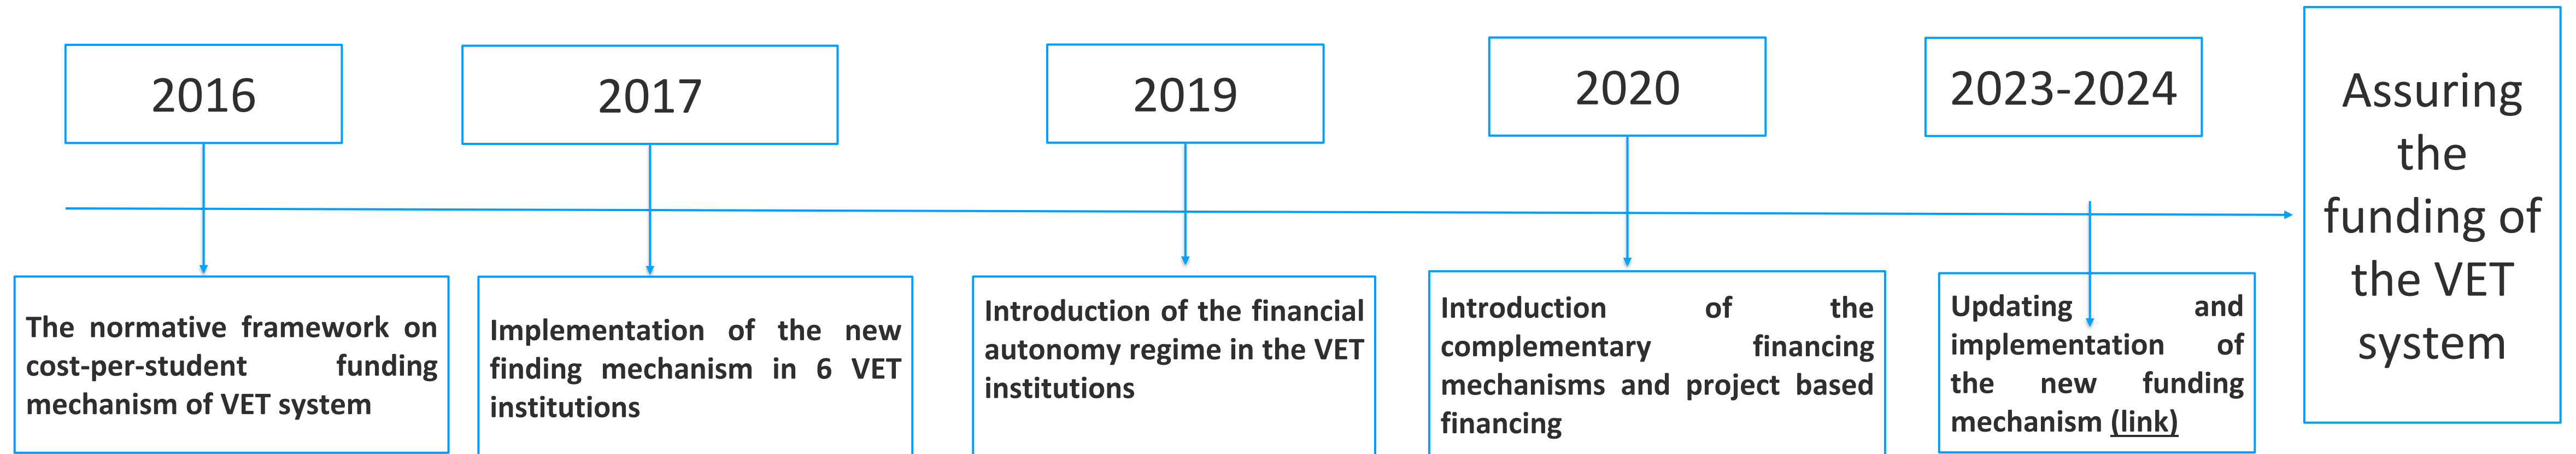 2016
2017
2019
2020
2023-2024
Assuring
the
funding of
the VET
system
The normative framework on
cost-per-student funding
mechanism of VET system
Implementation of the new
finding mechanism in 6 VET
institutions
Introduction of the financial
autonomy regime in the VET
institutions
Introduction of the
complementary financing
mechanisms and project based
financing
Updating and
implementation of
the new funding
mechanism (link)